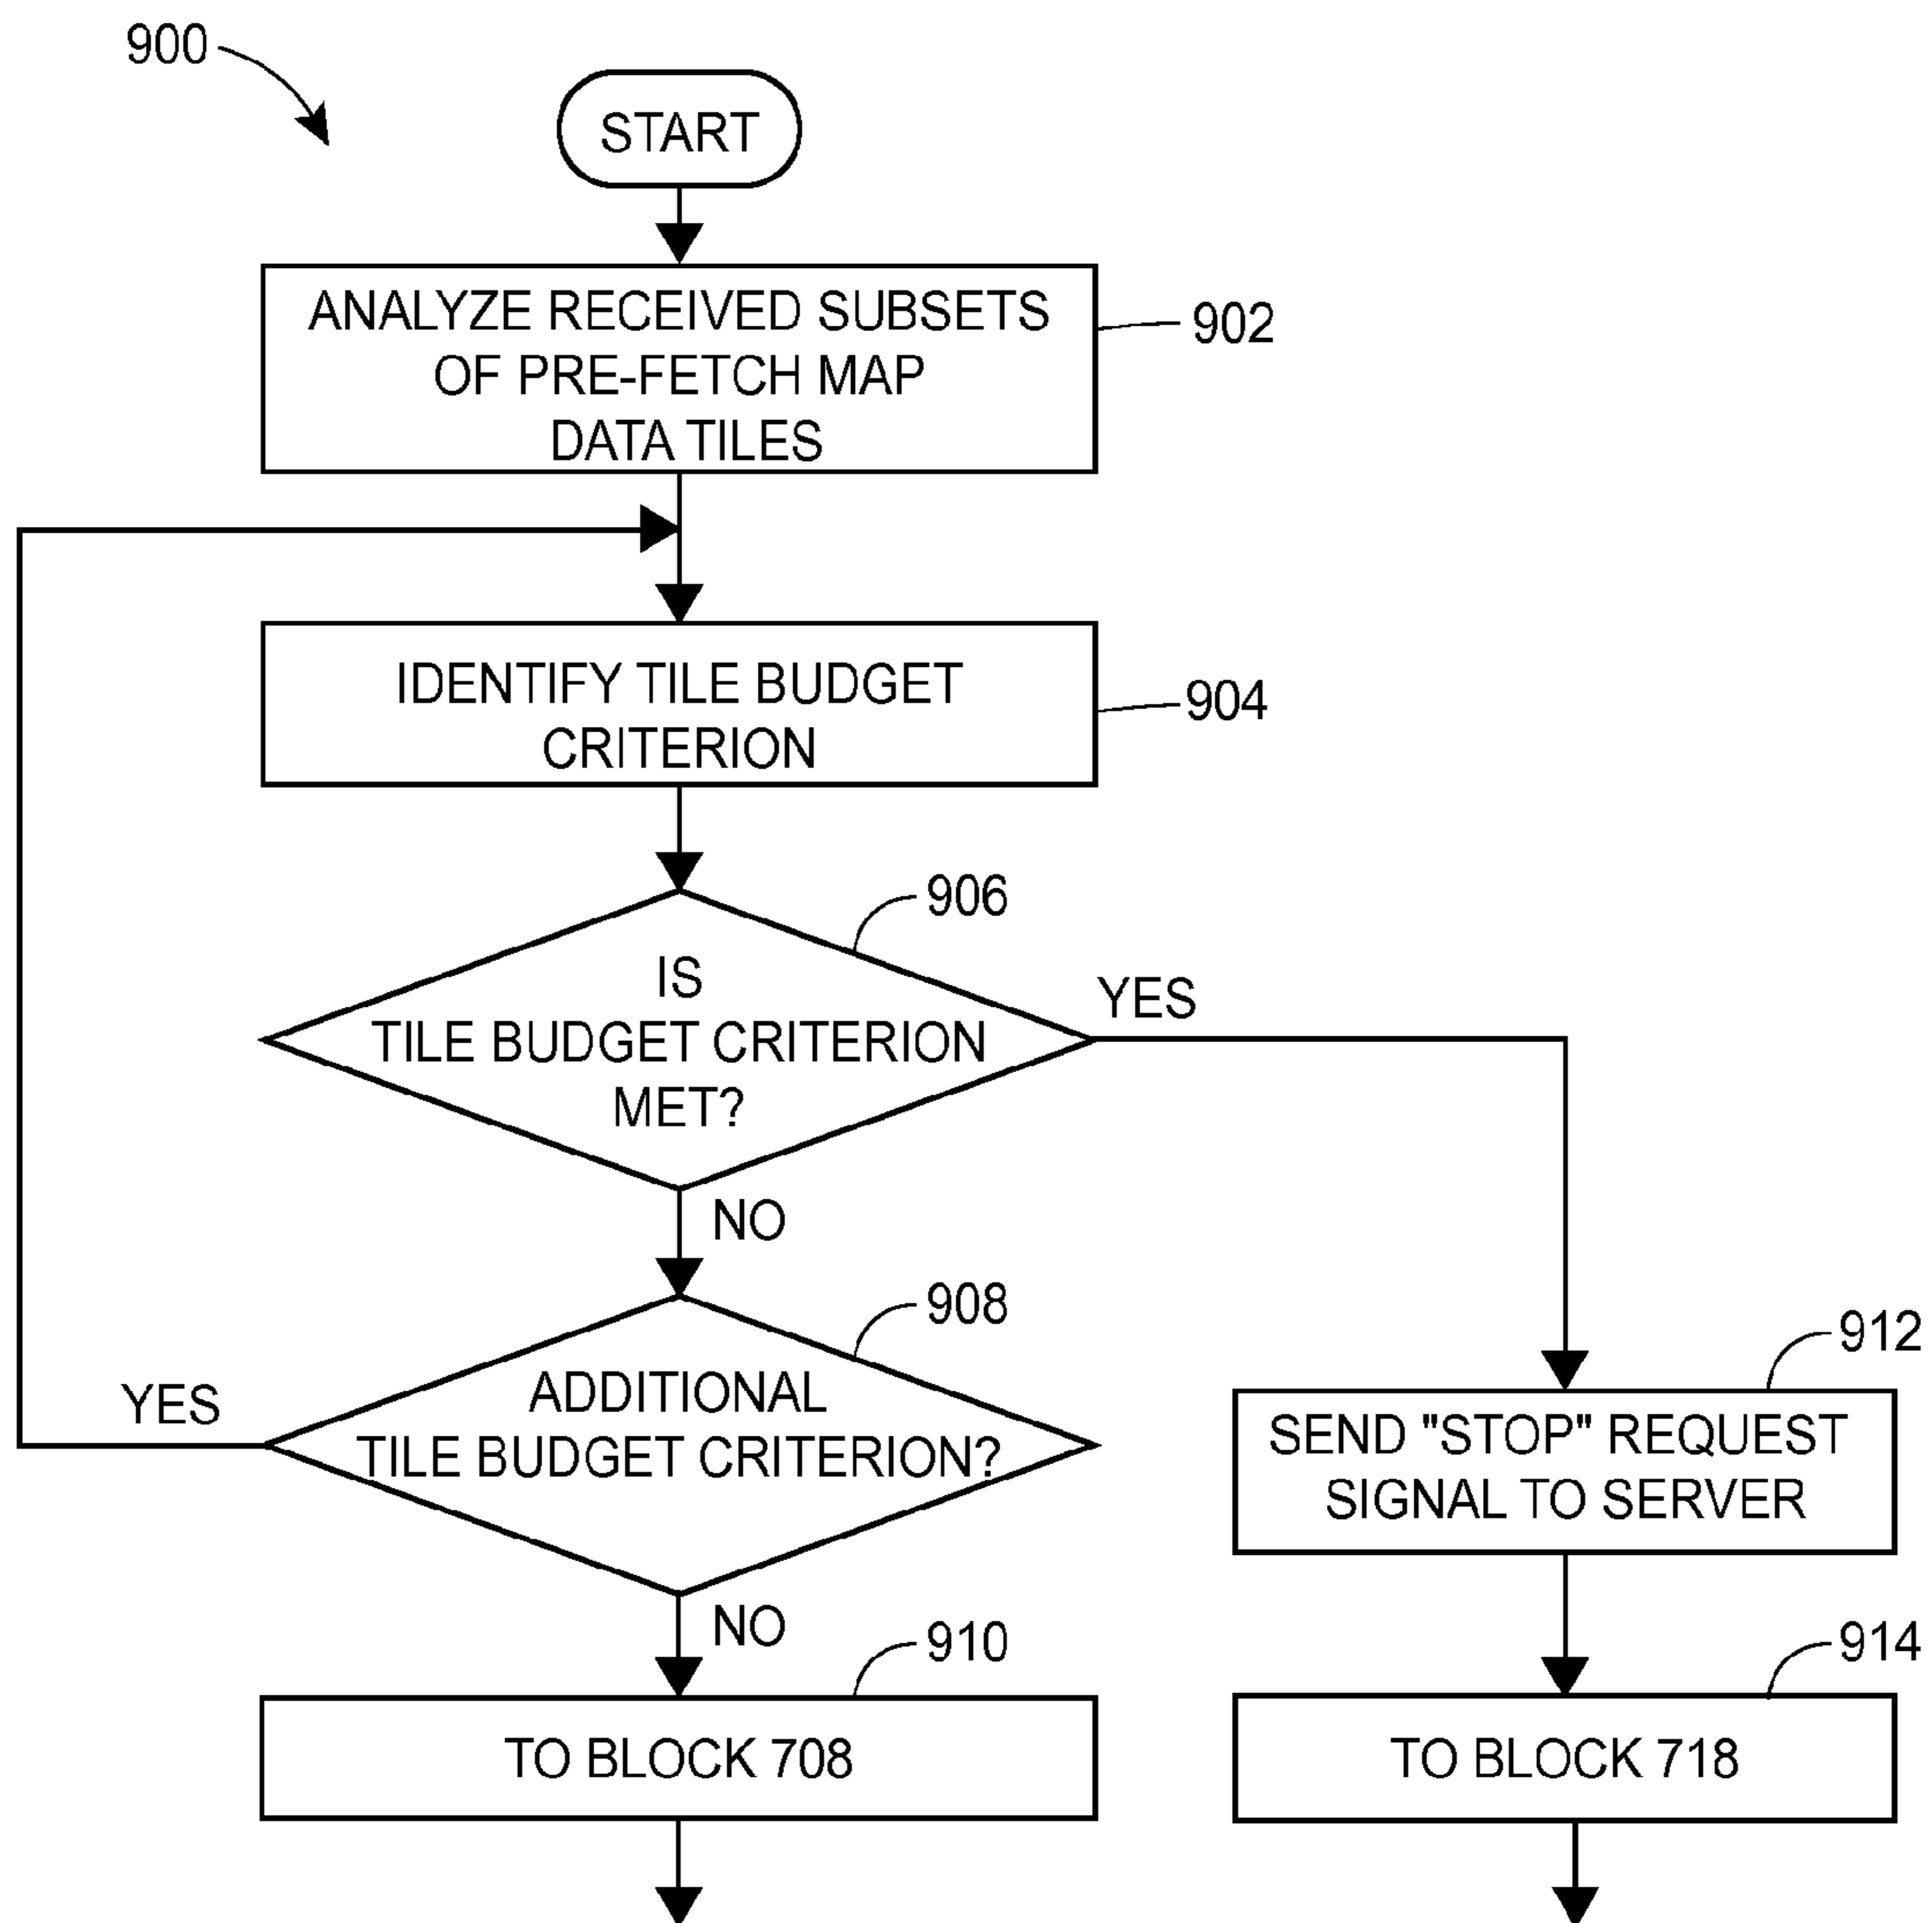 900
START
ANALYZE RECEIVED SUBSETS
OF PRE-FETCH MAP
DATA TILES
902
IDENTIFY TILE BUDGET
CRITERION
904
906
IS
TILE BUDGET CRITERION
MET?
YES
NO
908
ADDITIONAL
TILE BUDGET CRITERION?
YES
NO
910
TO BLOCK 708
912
SEND "STOP" REQUEST
SIGNAL TO SERVER
914
TO BLOCK 718